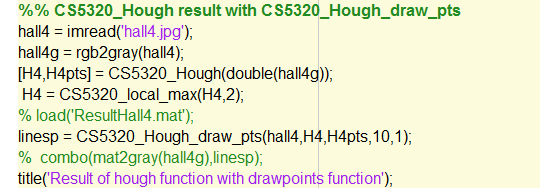 %% CS5320_Hough result with CS5320_Hough_draw_pts
hall4 = imread('hall4.jpg');
hall4g = rgb2gray(hall4);
[H4,H4pts] = CS5320_Hough(double(hall4g));
H4 = CS5320_local_max(H4,2);
% load('ResultHall4.mat');
linesp = CS5320_Hough_draw_pts(hall4,H4,H4pts,10,1);
% combo(mat2gray(hall4g),linesp);
title('Result of hough function with drawpoints function');